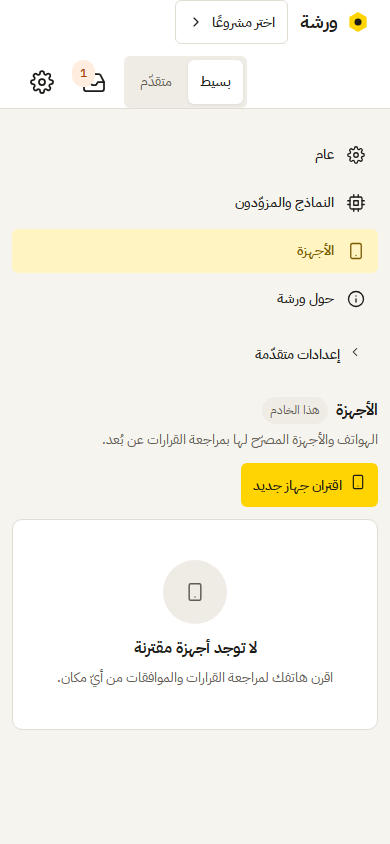 ورشة
اختر مشروعًا
بسيط
متقدّم
1
عام
النماذج والمزوّدون
الأجهزة
حول ورشة
إعدادات متقدّمة
الأجهزة هذا الخادم
الهواتف والأجهزة المصرّح لها بمراجعة القرارات عن بُعد.
اقتران جهاز جديد
لا توجد أجهزة مقترنة
اقرن هاتفك لمراجعة القرارات والموافقات من أيّ مكان.